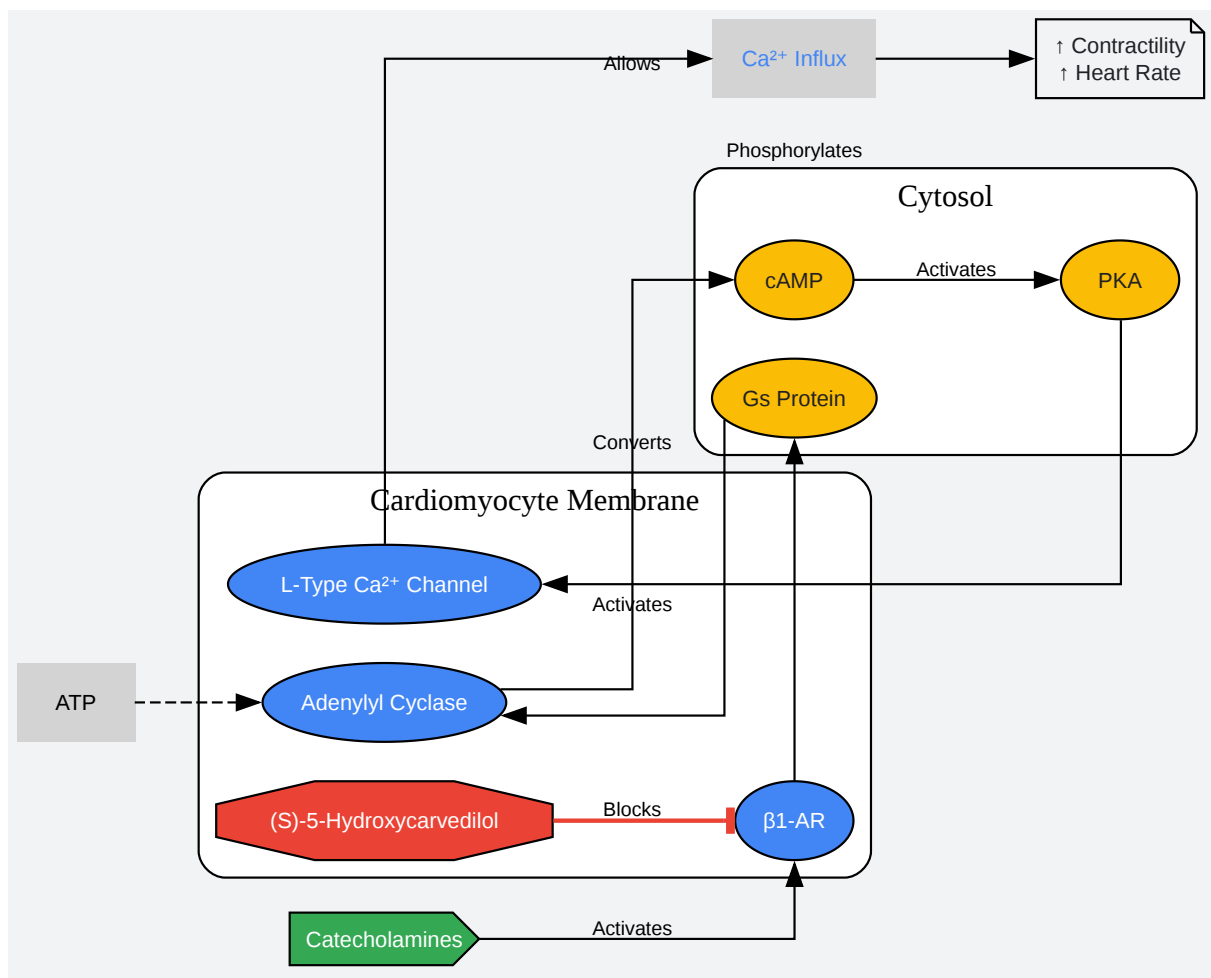 Allows
Ca²⁺ Influx
↑ Contractility
↑ Heart Rate
Phosphorylates
Cytosol
cAMP
Activates
PKA
Gs Protein
Converts
Cardiomyocyte Membrane
L-Type Ca²⁺ Channel
Activates
ATP
Adenylyl Cyclase
(S)-5-Hydroxycarvedilol
Blocks
β1-AR
Catecholamines
Activates